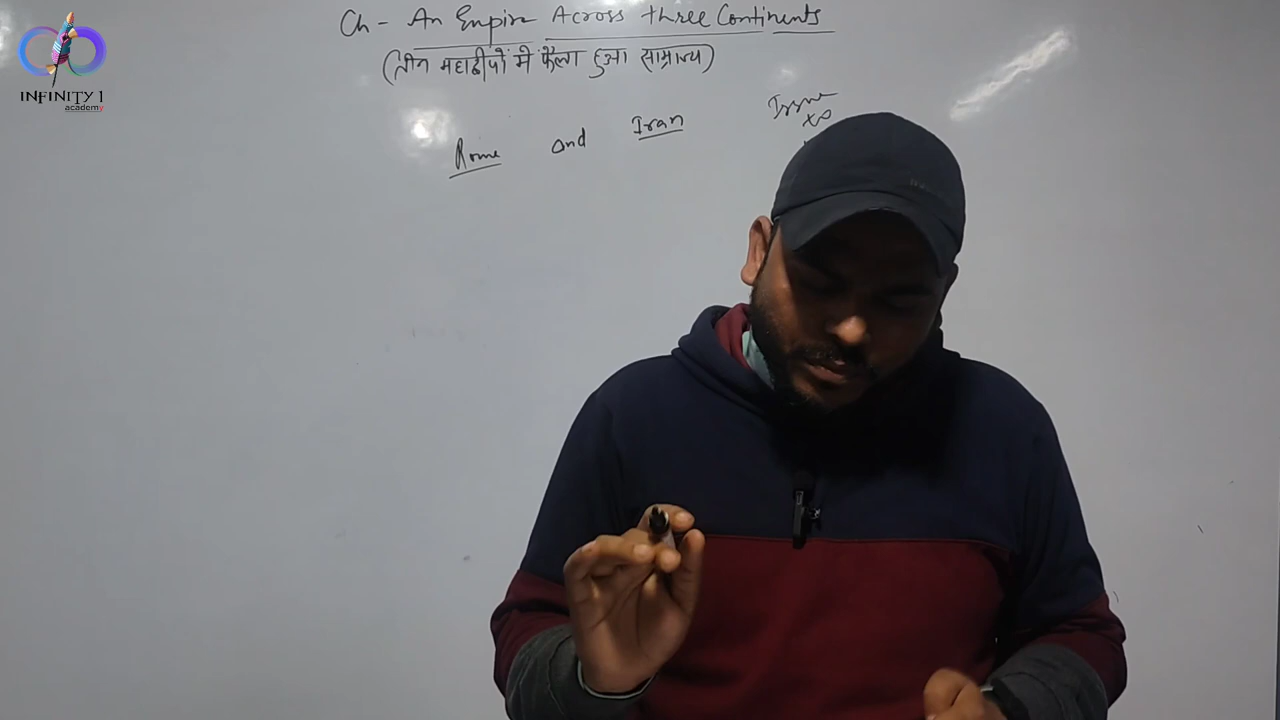 INFINITY 1
academy
Ch - An Empire Across three Continents
(तीन महाद्वीपों में फैला हुआ साम्राज्य)
Rome and Iran